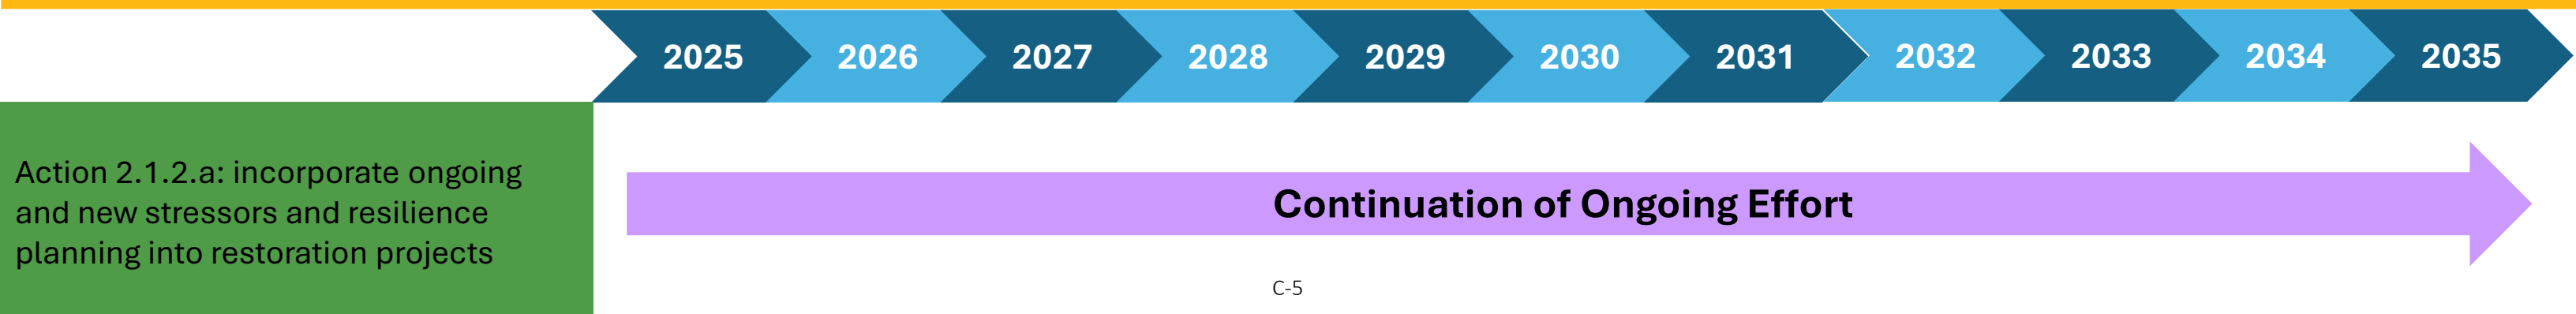 2025 2026 2027 2028 2029 2030 2031 2032 2033 2034 2035
Action 2.1.2.a: incorporate ongoing
and new stressors and resilience
planning into restoration projects
Continuation of Ongoing Effort
C-5